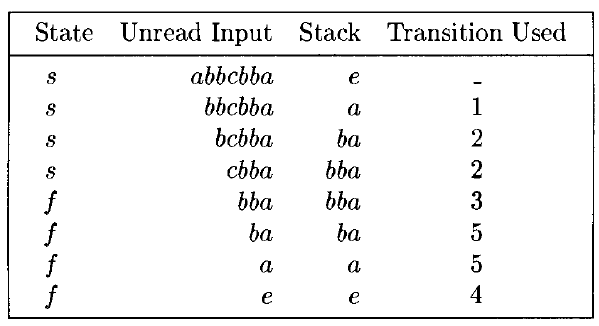 State Unread Input Stack Transition Used
s abbcbba e -
s bbcbba a 1
s bcbba ba 2
s cbba bba 2
f bba bba 3
f ba ba 5
f a a 5
f e e 4